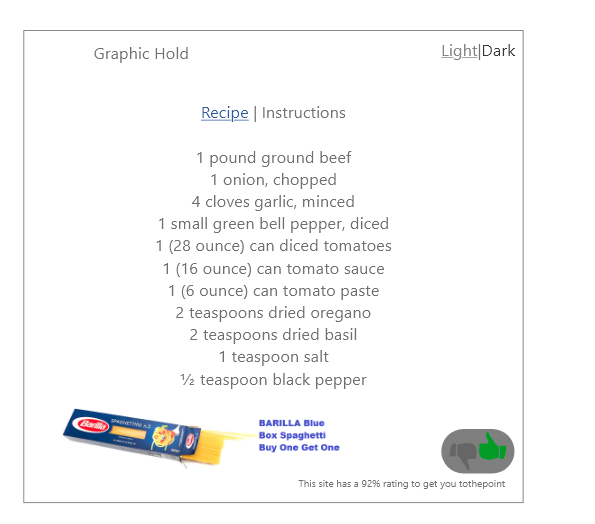 Graphic Hold
Light|Dark
Recipe | Instructions
1 pound ground beef
1 onion, chopped
4 cloves garlic, minced
1 small green bell pepper, diced
1 (28 ounce) can diced tomatoes
1 (16 ounce) can tomato sauce
1 (6 ounce) can tomato paste
2 teaspoons dried oregano
2 teaspoons dried basil
1 teaspoon salt
½ teaspoon black pepper
Barilla
BARILLA Blue
Box Spaghetti
Buy One Get One
This site has a 92% rating to get you tothepoint